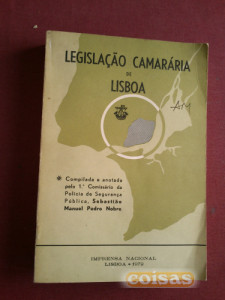 LEGISLAÇÃO CAMARÁRIA
DE
LISBOA
Compilada e anotada
pelo 1.º Comissário da
Polícia de Segurança
Pública, Sebastião
Manuel Pedro Nobre
IMPRENSA NACIONAL
LISBOA • 1972
coisas